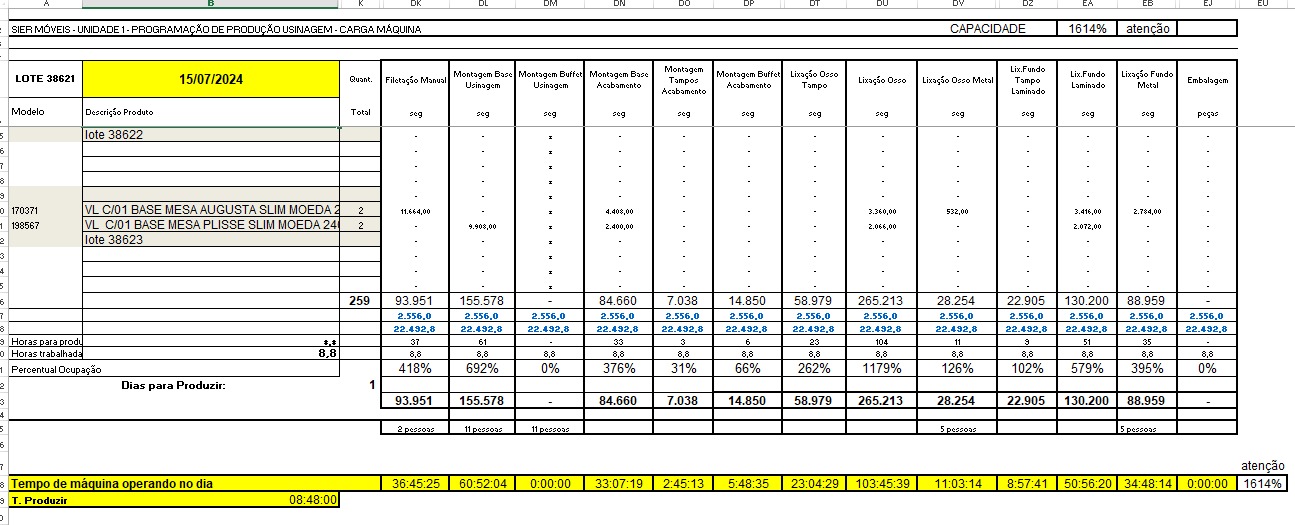 A B K DK DL DM DN DO DP DT DU DV DZ EA EB EJ EU
SIER MÓVEIS - UNIDADE 1 - PROGRAMAÇÃO DE PRODUÇÃO USINAGEM - CARGA MÁQUINA CAPACIDADE 1614% atenção
LOTE 38621 15/07/2024 Quant. Filetação Manual Montagem Base Usinagem Montagem Buffet Usinagem Montagem Base Acabamento Montagem Tampos Acabamento Montagem Buffet Acabamento Lixação Osso Tampo Lixação Osso Lixação Osso Metal Lix.Fundo Tampo Laminado Lix.Fundo Laminado Lixação Fundo Metal Embalagem
Modelo Descrição Produto Total seg seg seg seg seg seg seg seg seg seg seg seg peças
lote 38622
170371 VL C/01 BASE MESA AUGUSTA SLIM MOEDA 2 2 11.664,00 - 4.408,00 - - - 3.360,00 532,00 - 3.416,00 2.784,00 -
198567 VL C/01 BASE MESA PLISSE SLIM MOEDA 240 2 - 9.908,00 2.400,00 - - - 2.066,00 - - 2.072,00 - -
lote 38623
259 93.951 155.578 - 84.660 7.038 14.850 58.979 265.213 28.254 22.905 130.200 88.959 -
2.556,0 2.556,0 2.556,0 2.556,0 2.556,0 2.556,0 2.556,0 2.556,0 2.556,0 2.556,0 2.556,0 2.556,0 2.556,0
22.492,8 22.492,8 22.492,8 22.492,8 22.492,8 22.492,8 22.492,8 22.492,8 22.492,8 22.492,8 22.492,8 22.492,8 22.492,8
Horas para produ 37 61 - 33 3 6 23 104 11 9 51 35 -
Horas trabalhada 8,8 8,8 8,8 8,8 8,8 8,8 8,8 8,8 8,8 8,8 8,8 8,8 8,8 8,8
Percentual Ocupação 418% 692% 0% 376% 31% 66% 262% 1179% 126% 102% 579% 395% 0%
Dias para Produzir: 1
93.951 155.578 - 84.660 7.038 14.850 58.979 265.213 28.254 22.905 130.200 88.959 -
2 pessoas 11 pessoas 11 pessoas 5 pessoas 5 pessoas
atenção
Tempo de máquina operando no dia 36:45:25 60:52:04 0:00:00 33:07:19 2:45:13 5:48:35 23:04:29 103:45:39 11:03:14 8:57:41 50:56:20 34:48:14 0:00:00 1614%
T. Produzir 08:48:00